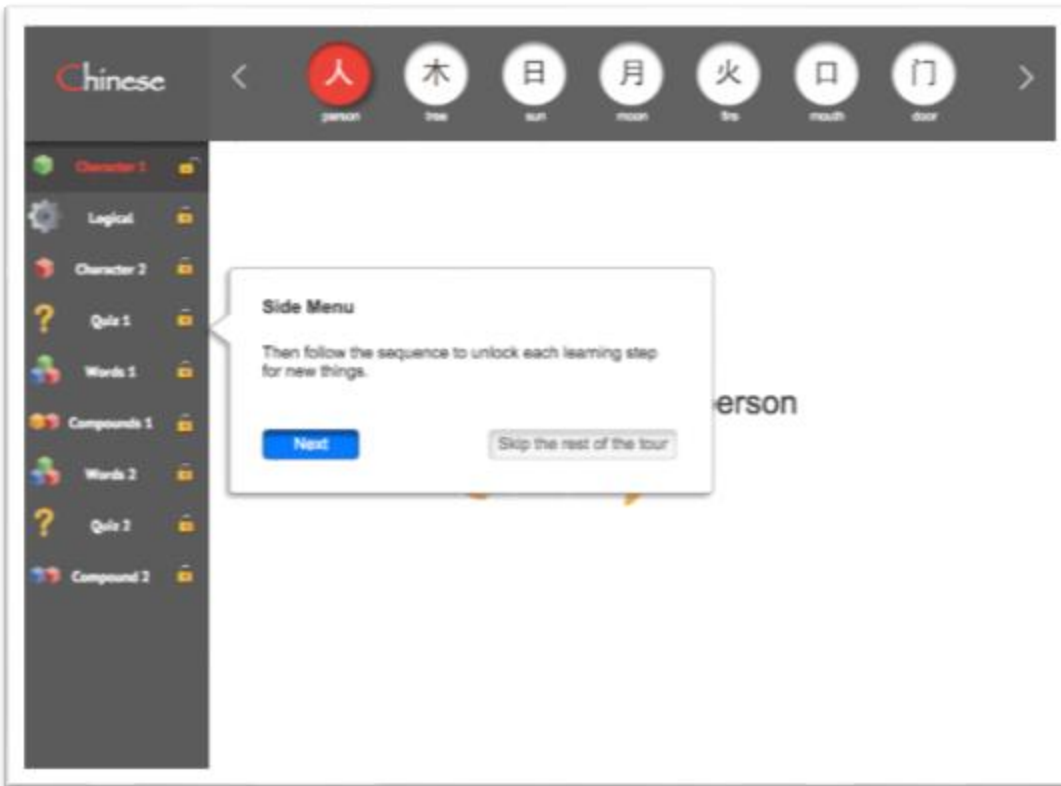 Chinese
人 木 日 月 火 口 门
person tree sun moon fire mouth door
Character 1
Logical
Character 2
Quiz 1
Words 1
Compounds 1
Words 2
Quiz 2
Compound 2
Side Menu
Then follow the sequence to unlock each learning step
for new things.
Next
Skip the rest of the tour
erson